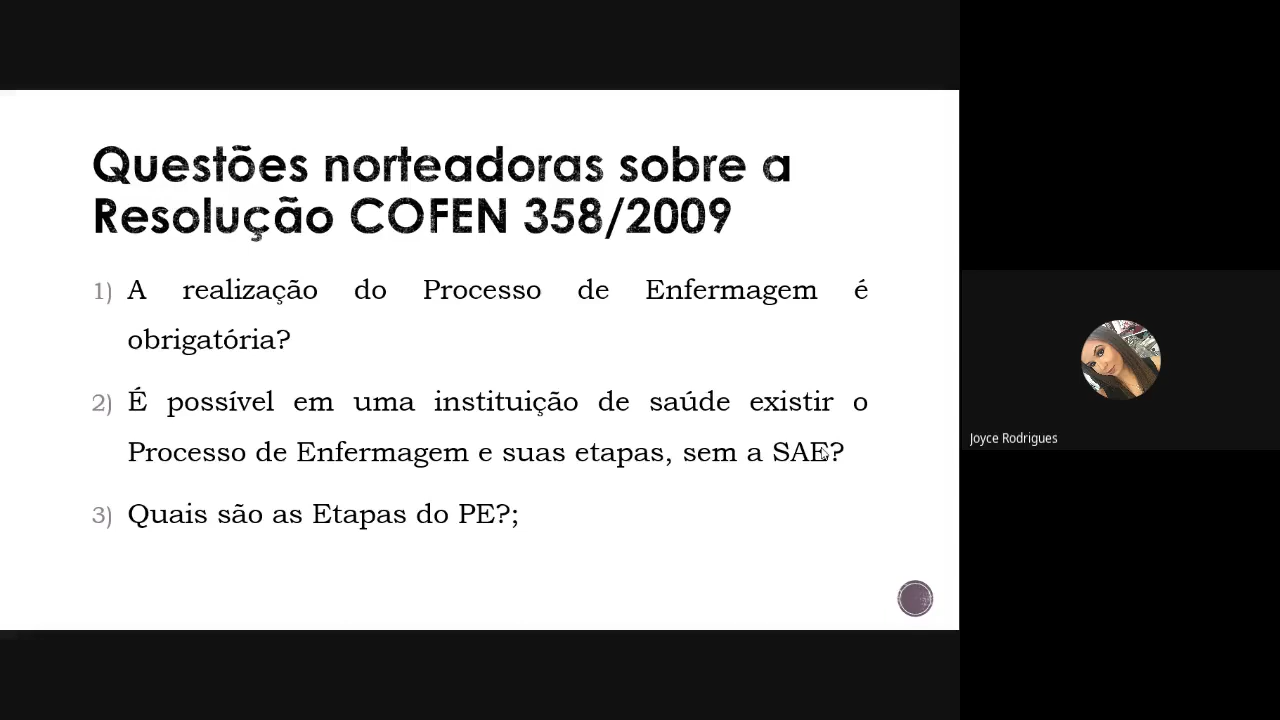 Questões norteadoras sobre a
Resolução COFEN 358/2009
1) A realização do Processo de Enfermagem é
obrigatória?
2) É possível em uma instituição de saúde existir o
Processo de Enfermagem e suas etapas, sem a SAE?
3) Quais são as Etapas do PE?;
Joyce Rodrigues